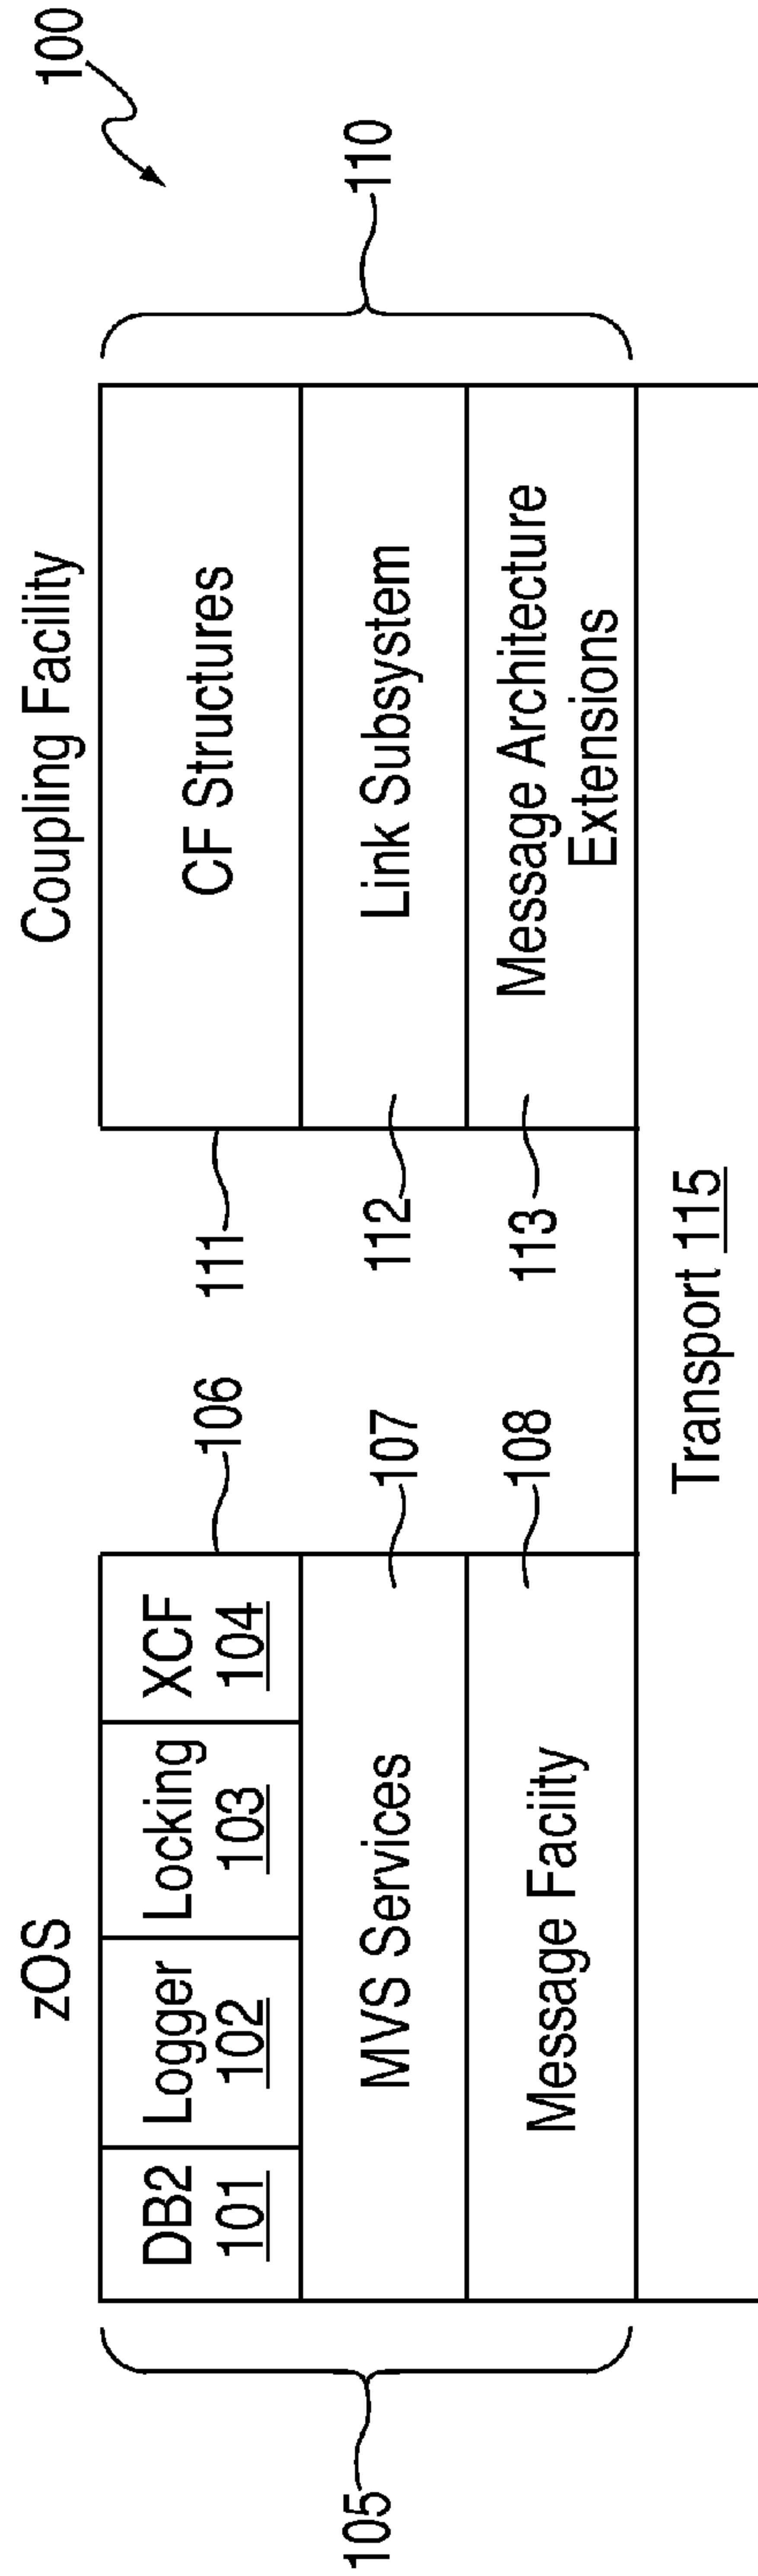 100
zOS
Coupling Facility
DB2
101
Logger
102
Locking
103
XCF
104
106
111
CF Structures
105
MVS Services
107
112
Link Subsystem
110
Message Faciity
108
113
Message Architecture
Extensions
Transport 115